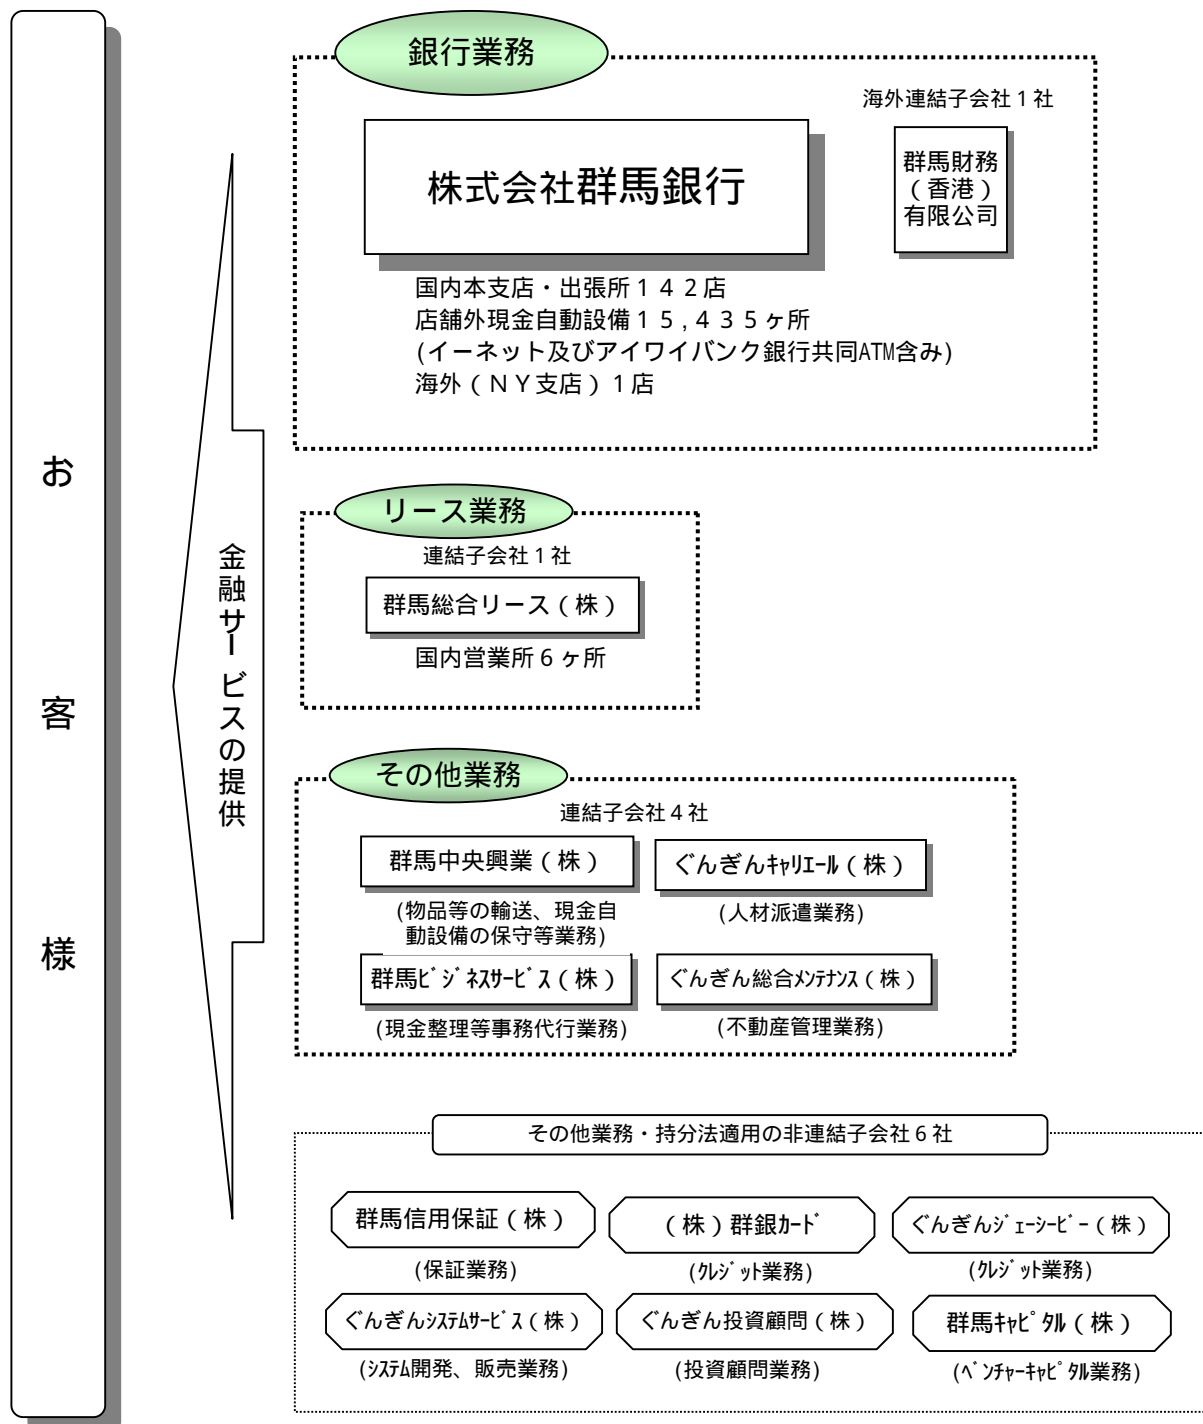 お客様
金融サービスの提供
銀行業務
海外連結子会社１社
株式会社群馬銀行
群馬財務
（香港）
有限公司
国内本支店・出張所１４２店
店舗外現金自動設備１５,４３５ヶ所
(イーネット及びアイワイバンク銀行共同ATM含み)
海外（ＮＹ支店）１店
リース業務
連結子会社１社
群馬総合リース（株）
国内営業所６ヶ所
その他業務
連結子会社４社
群馬中央興業（株）
(物品等の輸送、現金自
動設備の保守等業務)
ぐんぎんｷｬﾘｴｰﾙ（株）
(人材派遣業務)
群馬ﾋﾞｼﾞﾈｽｻｰﾋﾞｽ（株）
(現金整理等事務代行業務)
ぐんぎん総合ﾒﾝﾃﾅﾝｽ（株）
(不動産管理業務)
その他業務・持分法適用の非連結子会社６社
群馬信用保証（株）
(保証業務)
（株）群銀ｶｰﾄﾞ
(ｸﾚｼﾞｯﾄ業務)
ぐんぎんｼﾞｪｰｼｰﾋﾞｰ（株）
(ｸﾚｼﾞｯﾄ業務)
ぐんぎんｼｽﾃﾑｻｰﾋﾞｽ（株）
(ｼｽﾃﾑ開発、販売業務)
ぐんぎん投資顧問（株）
(投資顧問業務)
群馬ｷｬﾋﾟﾀﾙ（株）
(ﾍﾞﾝﾁｬｰｷｬﾋﾟﾀﾙ業務)